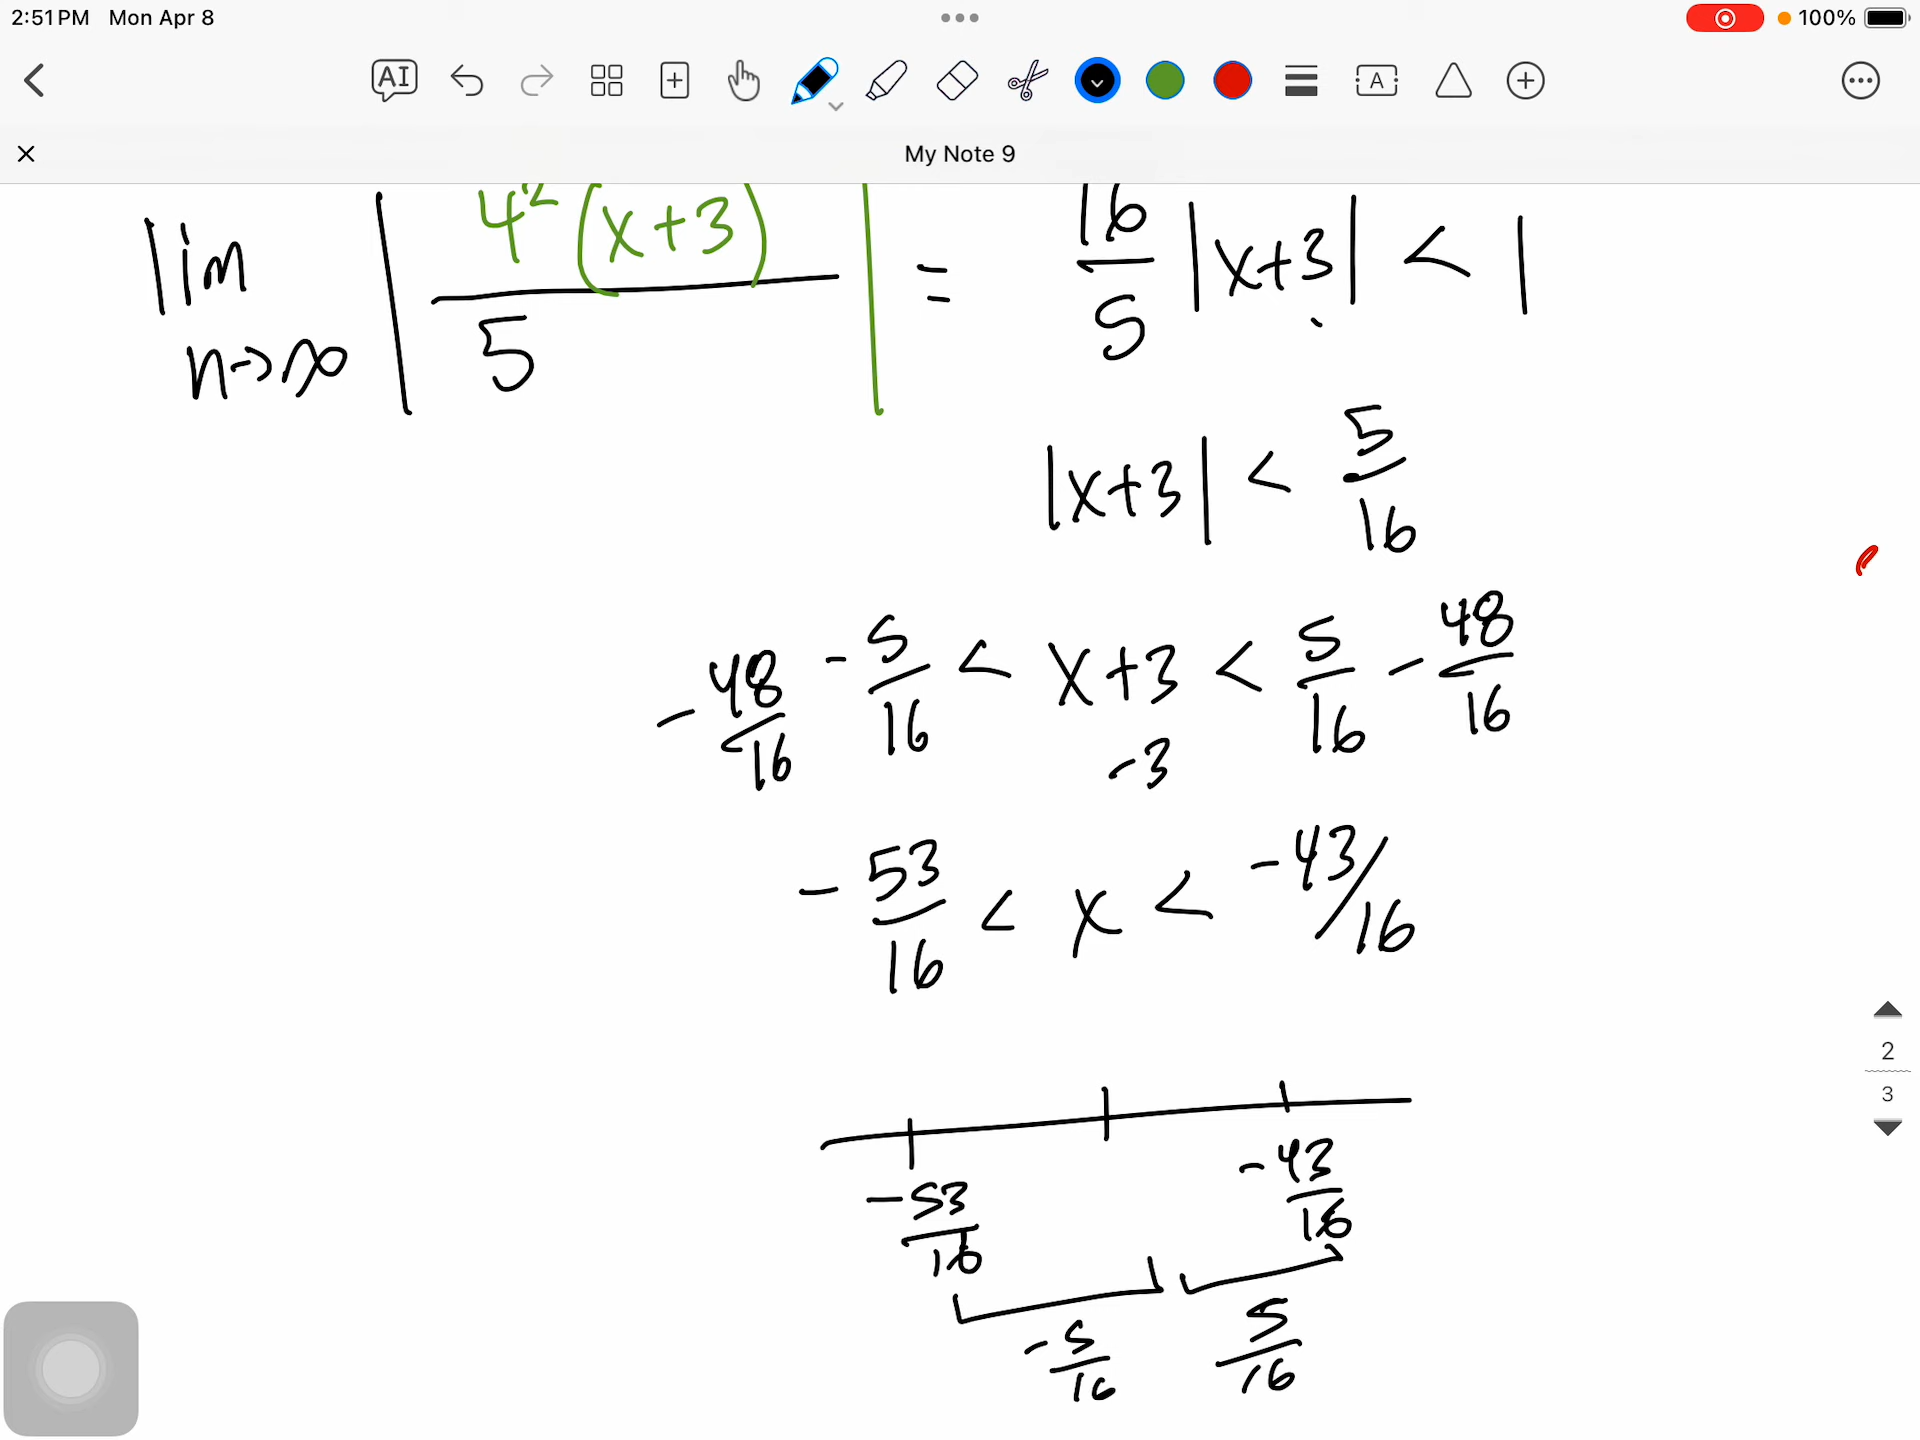 2:51 PM Mon Apr 8
100%
AI
A
My Note 9
lim n→∞ | 4²(x+3) / 5 | = 16/5 |x+3| < 1
|x+3| < 5/16
-48/16 - 5/16 < x+3 < 5/16 - 48/16
-3
-53/16 < x < -43/16
2
3
-53/16 -43/16
-5/16 5/16